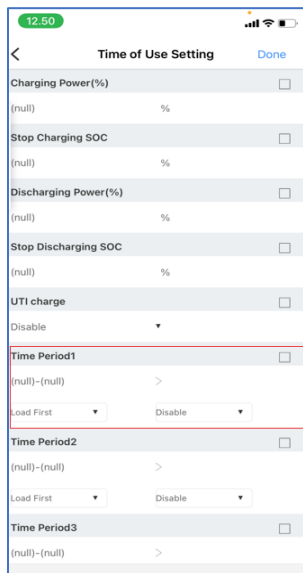 12.50
Time of Use Setting Done
Charging Power(%)
(null) %
Stop Charging SOC
(null) %
Discharging Power(%)
(null) %
Stop Discharging SOC
(null) %
UTI charge
Disable
Time Period1
(null)-(null) >
Load First Disable
Time Period2
(null)-(null) >
Load First Disable
Time Period3
(null)-(null) >